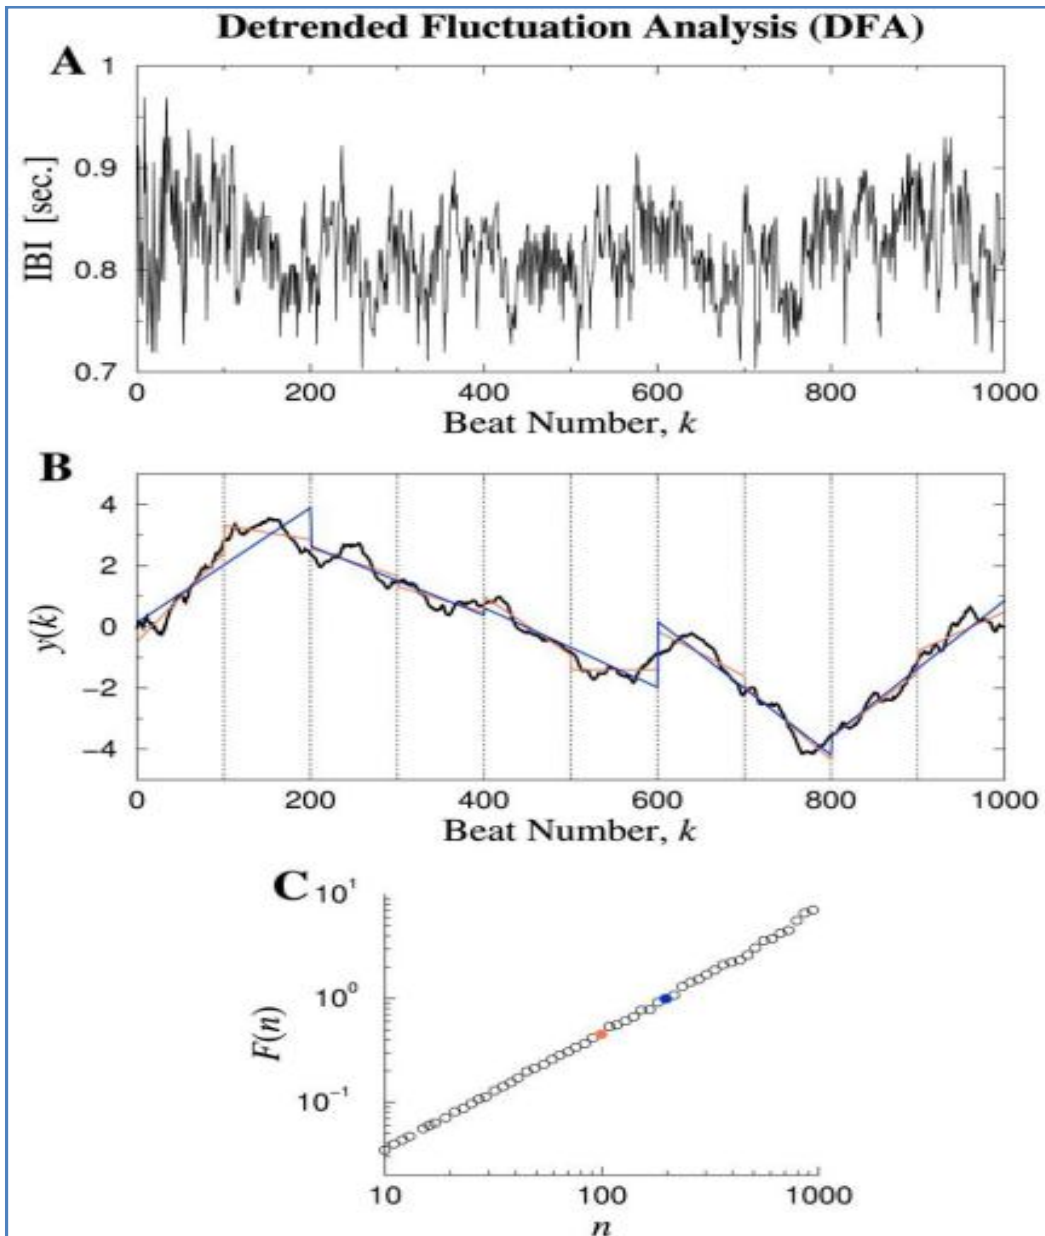 Detrended Fluctuation Analysis (DFA)
A
1
0.9
0.8
0.7
IBI [sec.]
0 200 400 600 800 1000
Beat Number, k
B
4
2
0
−2
−4
y(k)
0 200 400 600 800 1000
Beat Number, k
C
10¹
10⁰
10⁻¹
F(n)
10 100 1000
n